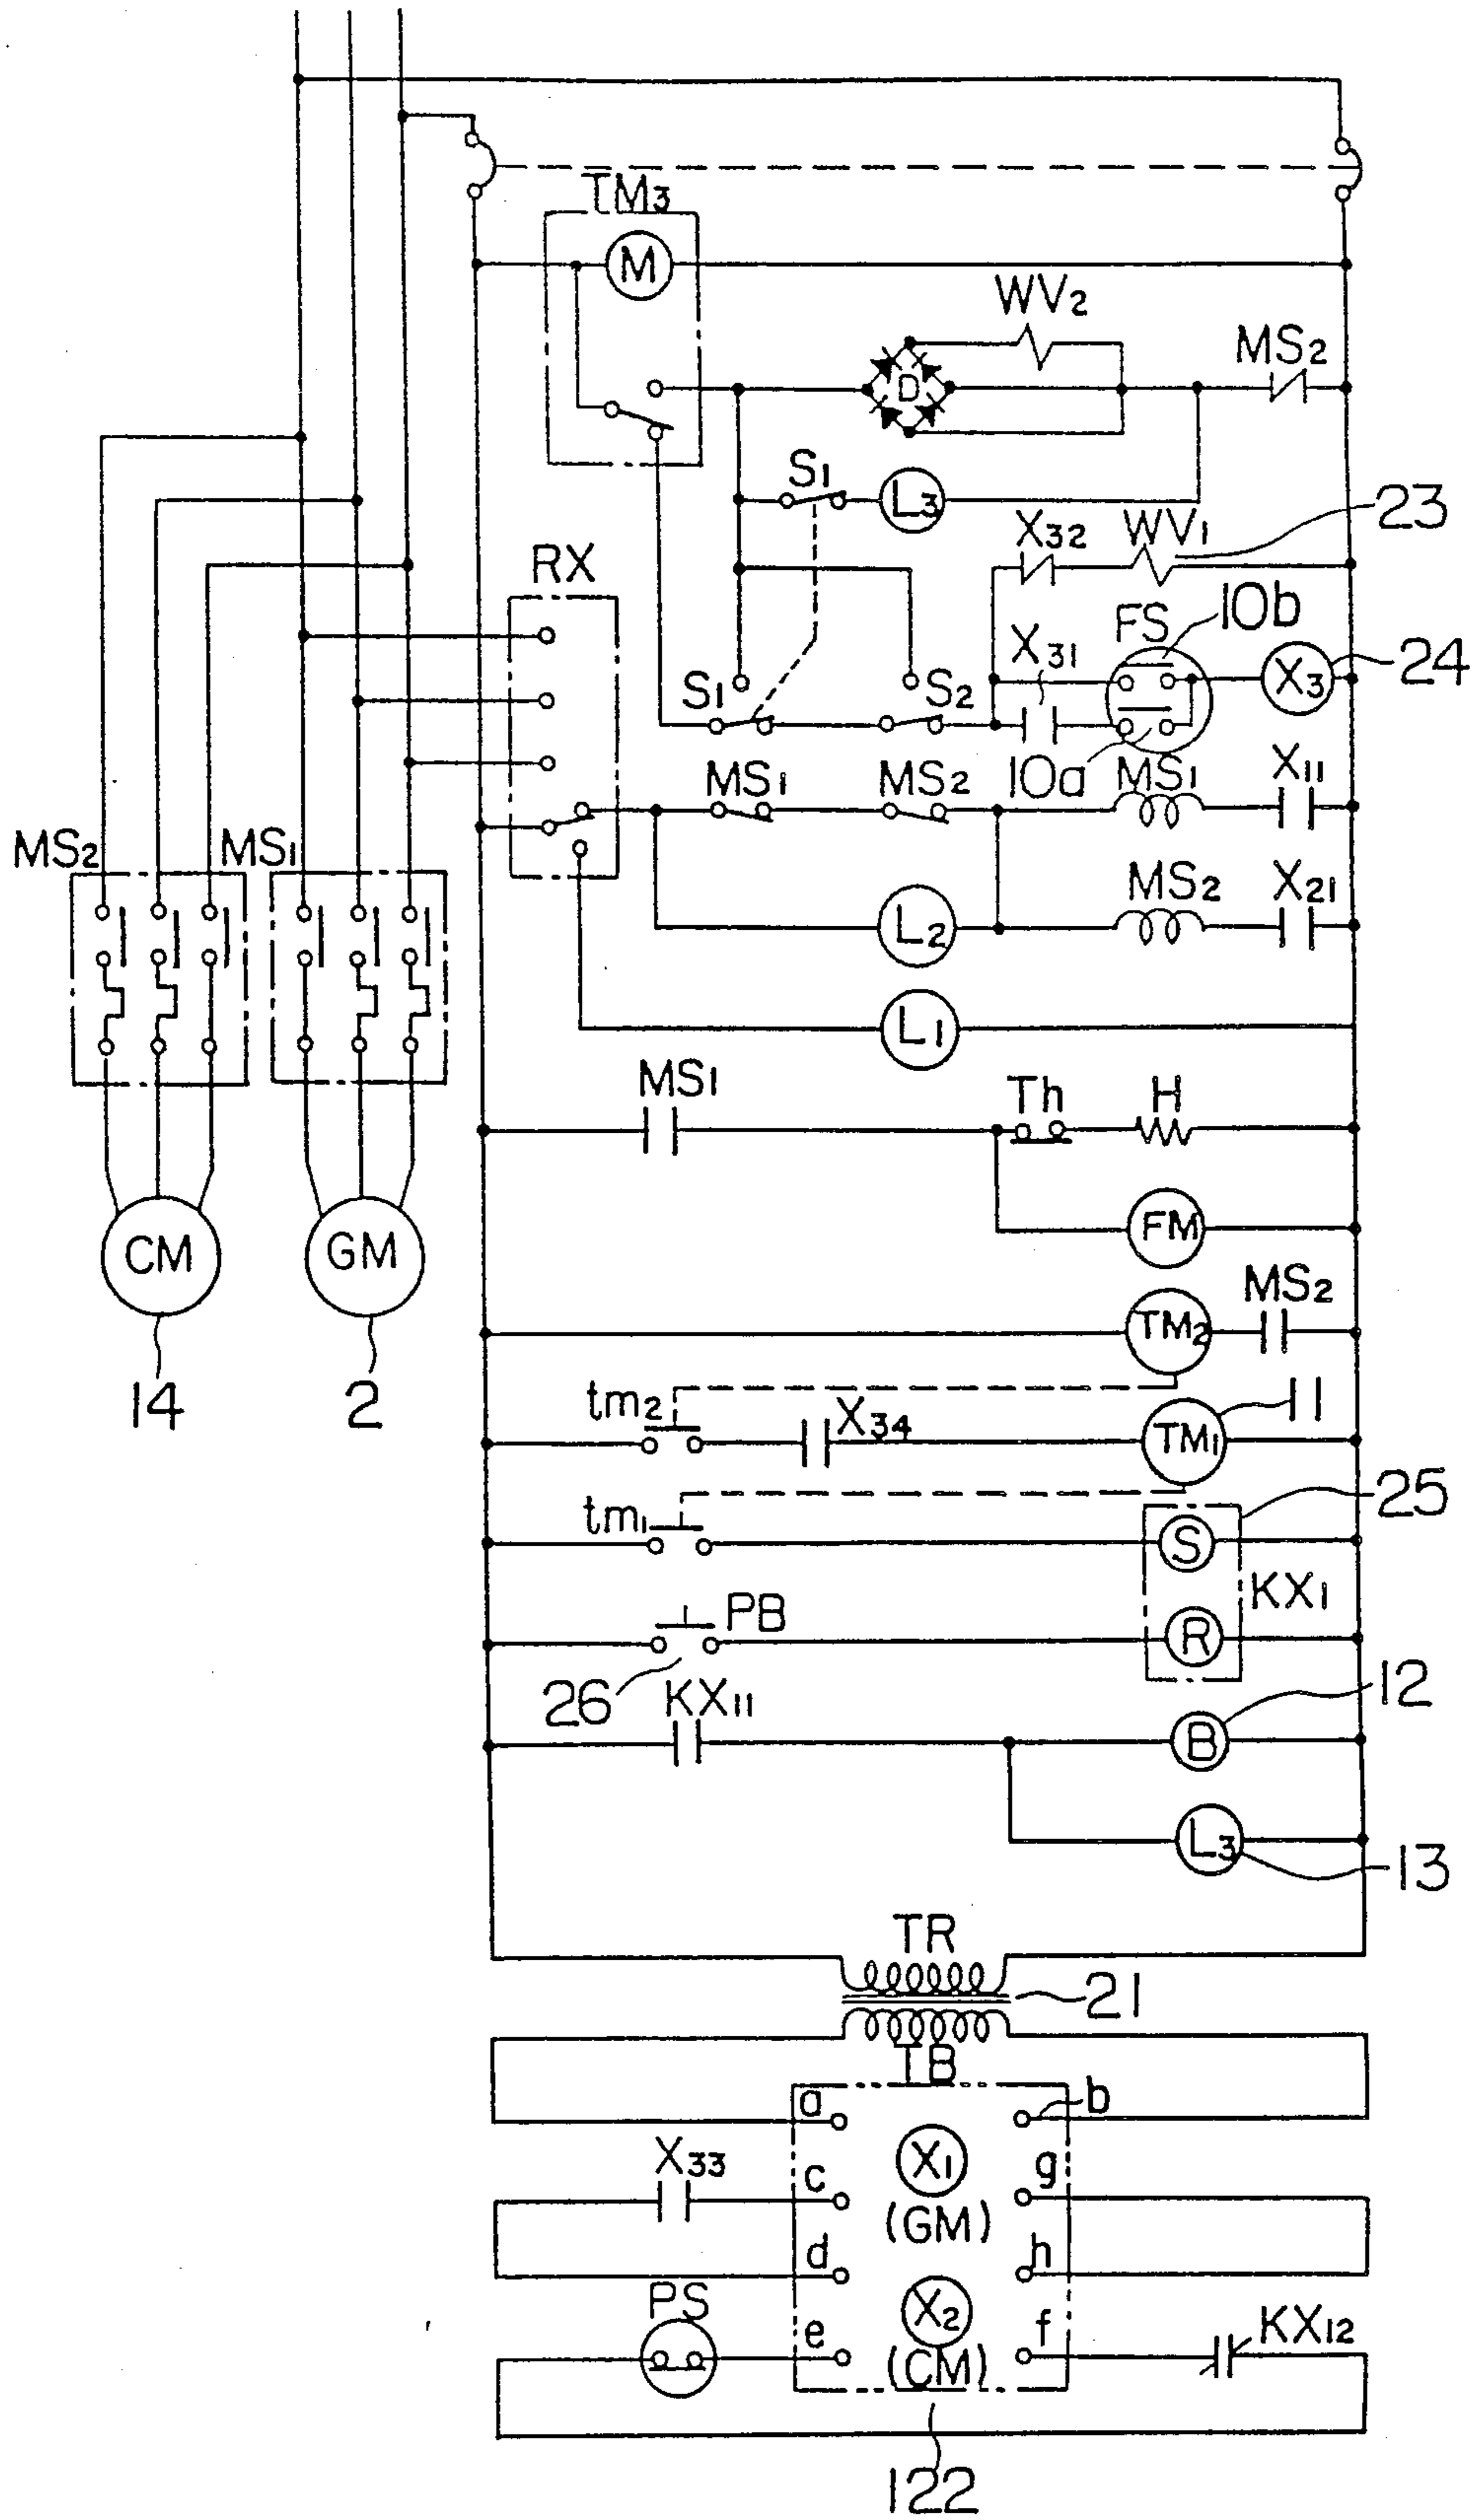 TM3
M
WV2
MS2
D
S1
L3
23
X32
WV1
RX
10b
FS
X31
24
X3
S1
S2
10a
MS1
MS2
MS1
X11
MS2
MS1
MS2
X21
L2
L1
MS1
Th
H
FM
CM
GM
MS2
TM2
14
2
11
tm2
X34
TM1
25
tm1
S
KX1
PB
R
26
KX11
12
B
L3
13
TR
21
TB
a
b
X33
X1
c
g
(GM)
d
h
PS
X2
e
f
KX12
(CM)
122